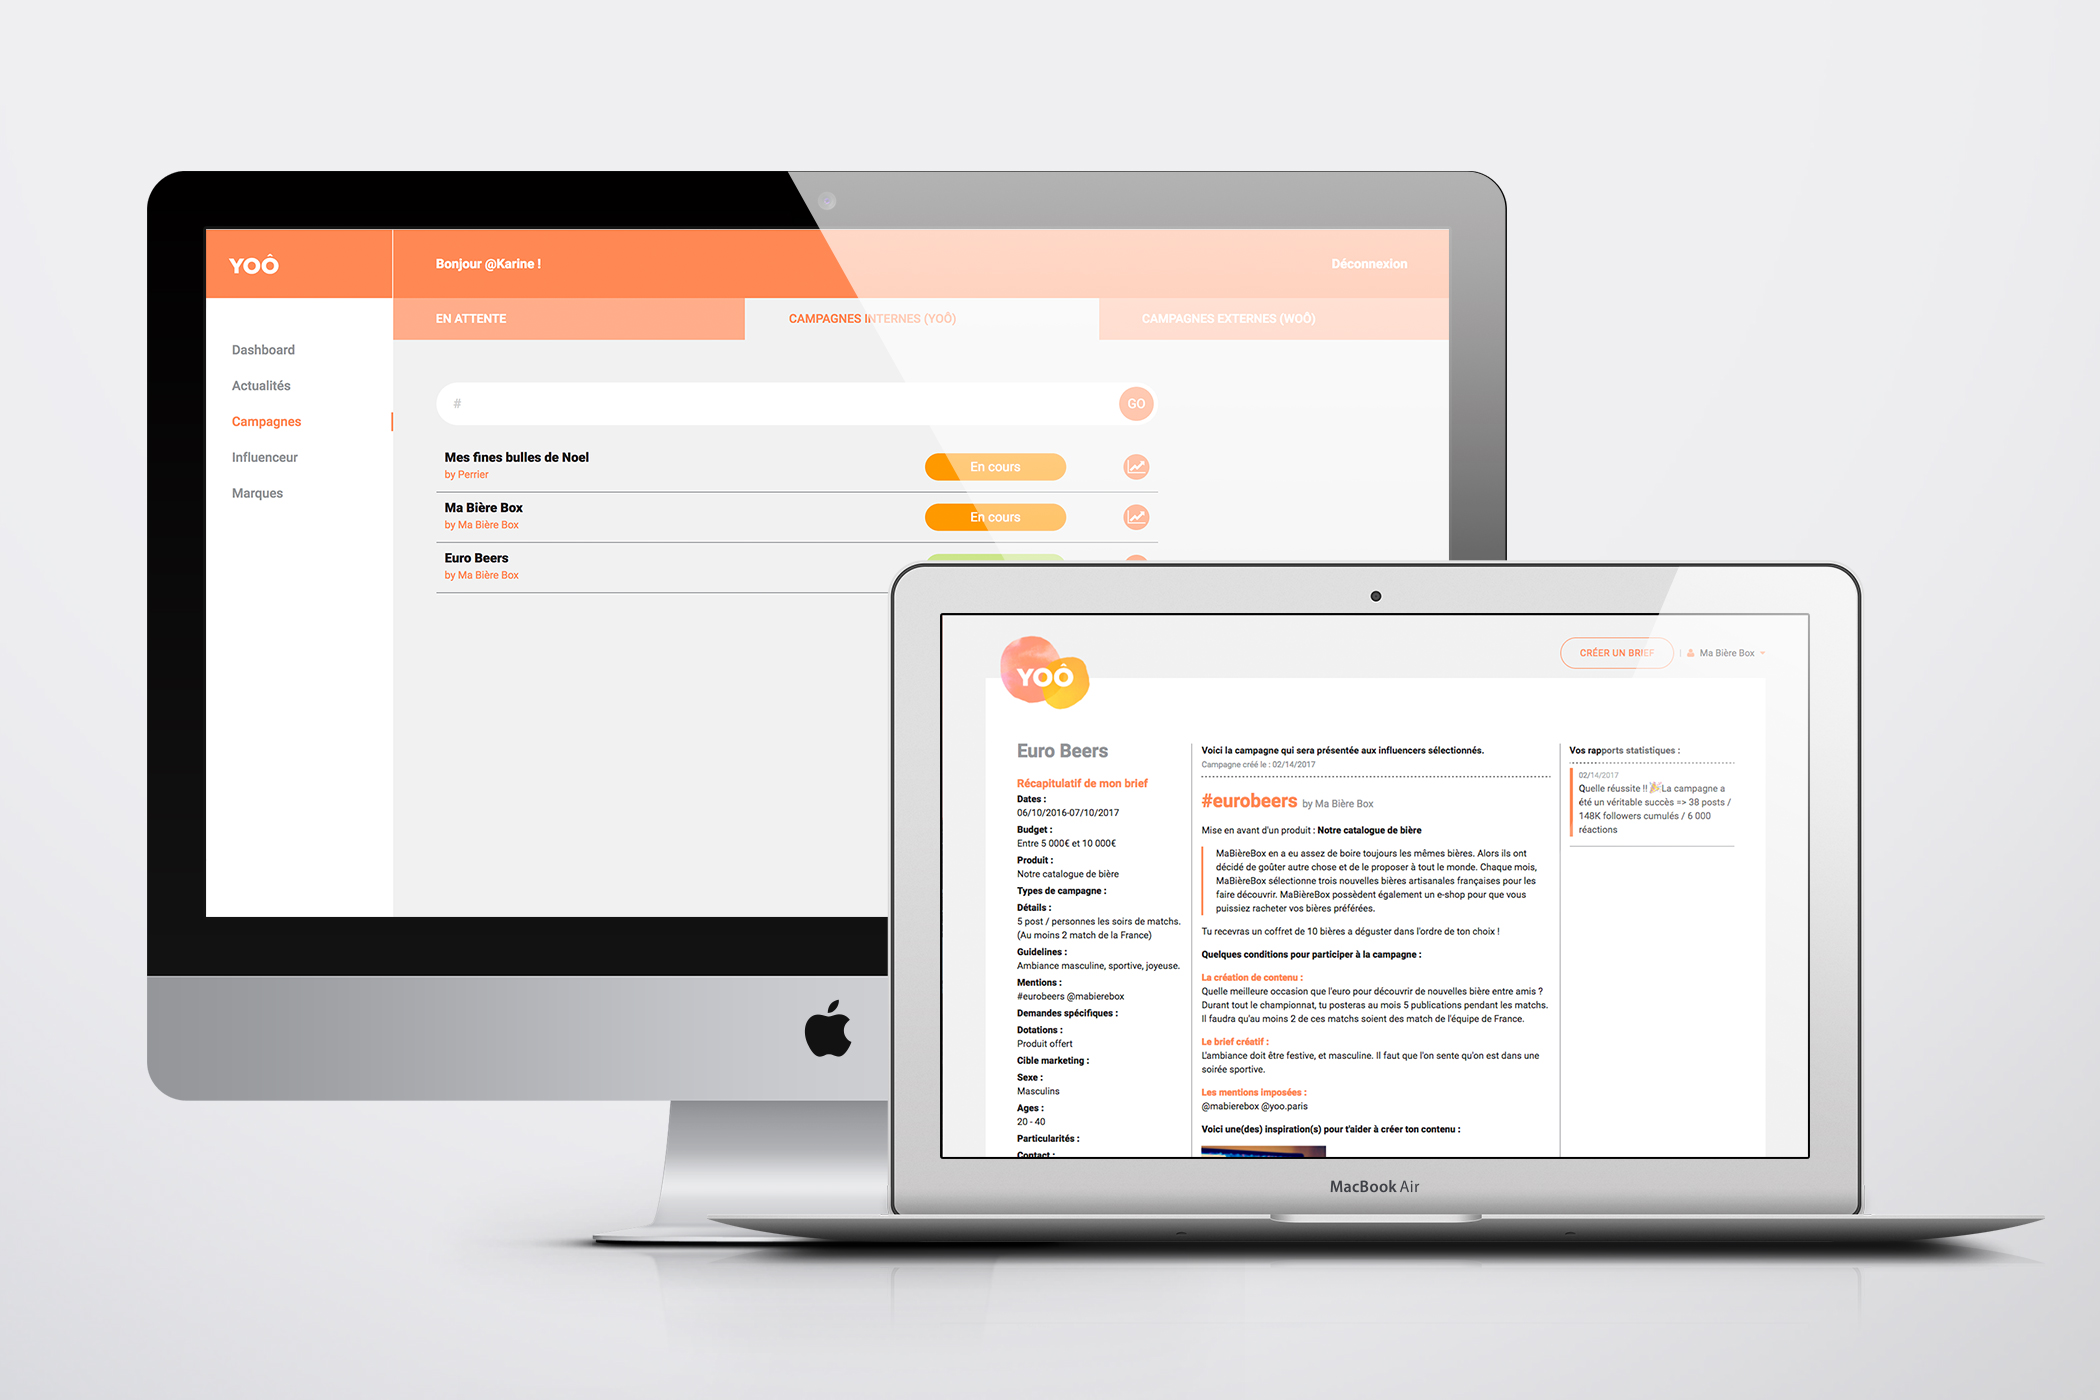 YOÔ
Bonjour @Karine !
Déconnexion
EN ATTENTE
CAMPAGNES INTERNES (YOÔ)
CAMPAGNES EXTERNES (WOÔ)
Dashboard
Actualités
Campagnes
Influenceur
Marques
#
GO
Mes fines bulles de Noel
by Perrier
En cours
Ma Bière Box
by Ma Bière Box
En cours
Euro Beers
by Ma Bière Box
YOÔ
CRÉER UN BRIEF
Ma Bière Box
Euro Beers
Récapitulatif de mon brief
Dates :
06/10/2016-07/10/2017
Budget :
Entre 5 000€ et 10 000€
Produit :
Notre catalogue de bière
Types de campagne :
Détails :
5 post / personnes les soirs de matchs.
(Au moins 2 match de la France)
Guidelines :
Ambiance masculine, sportive, joyeuse.
Mentions :
#eurobeers @mabierebox
Demandes spécifiques :
Dotations :
Produit offert
Cible marketing :
Sexe :
Masculins
Ages :
20 - 40
Particularités :
Contact :
Voici la campagne qui sera présentée aux influencers sélectionnés.
Campagne créé le : 02/14/2017
#eurobeers by Ma Bière Box
Mise en avant d'un produit : Notre catalogue de bière
MaBièreBox en a eu assez de boire toujours les mêmes bières. Alors ils ont
décidé de goûter autre chose et de le proposer à tout le monde. Chaque mois,
MaBièreBox sélectionne trois nouvelles bières artisanales françaises pour les
faire découvrir. MaBièreBox possèdent également un e-shop pour que vous
puissiez racheter vos bières préférées.
Tu recevras un coffret de 10 bières a déguster dans l'ordre de ton choix !
Quelques conditions pour participer à la campagne :
La création de contenu :
Quelle meilleure occasion que l'euro pour découvrir de nouvelles bière entre amis ?
Durant tout le championnat, tu posteras au mois 5 publications pendant les matchs.
Il faudra qu'au moins 2 de ces matchs soient des match de l'équipe de France.
Le brief créatif :
L'ambiance doit être festive, et masculine. Il faut que l'on sente qu'on est dans une
soirée sportive.
Les mentions imposées :
@mabierebox @yoo.paris
Voici une(des) inspiration(s) pour t'aider à créer ton contenu :
Vos rapports statistiques :
02/14/2017
Quelle réussite !! 🎉La campagne a
été un véritable succès => 38 posts /
148K followers cumulés / 6 000
réactions
MacBook Air